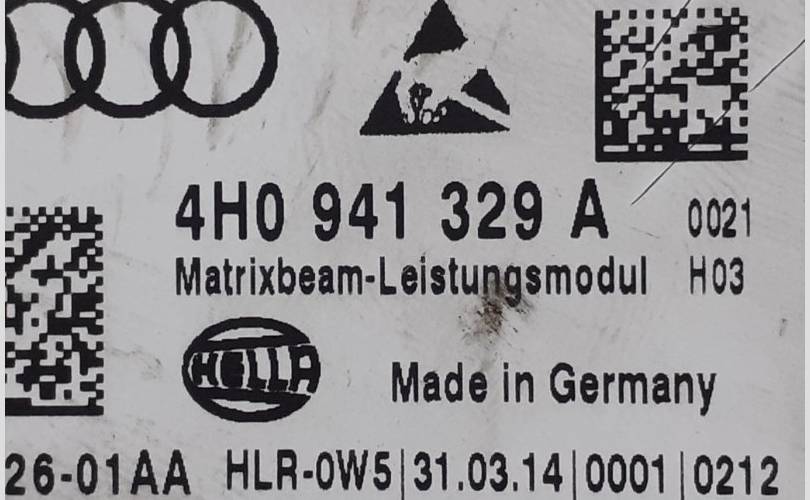 4H0 941 329 A 0021
Matrixbeam-Leistungsmodul H03
HELLA
Made in Germany
26-01AA HLR-0W5|31.03.14|0001|0212